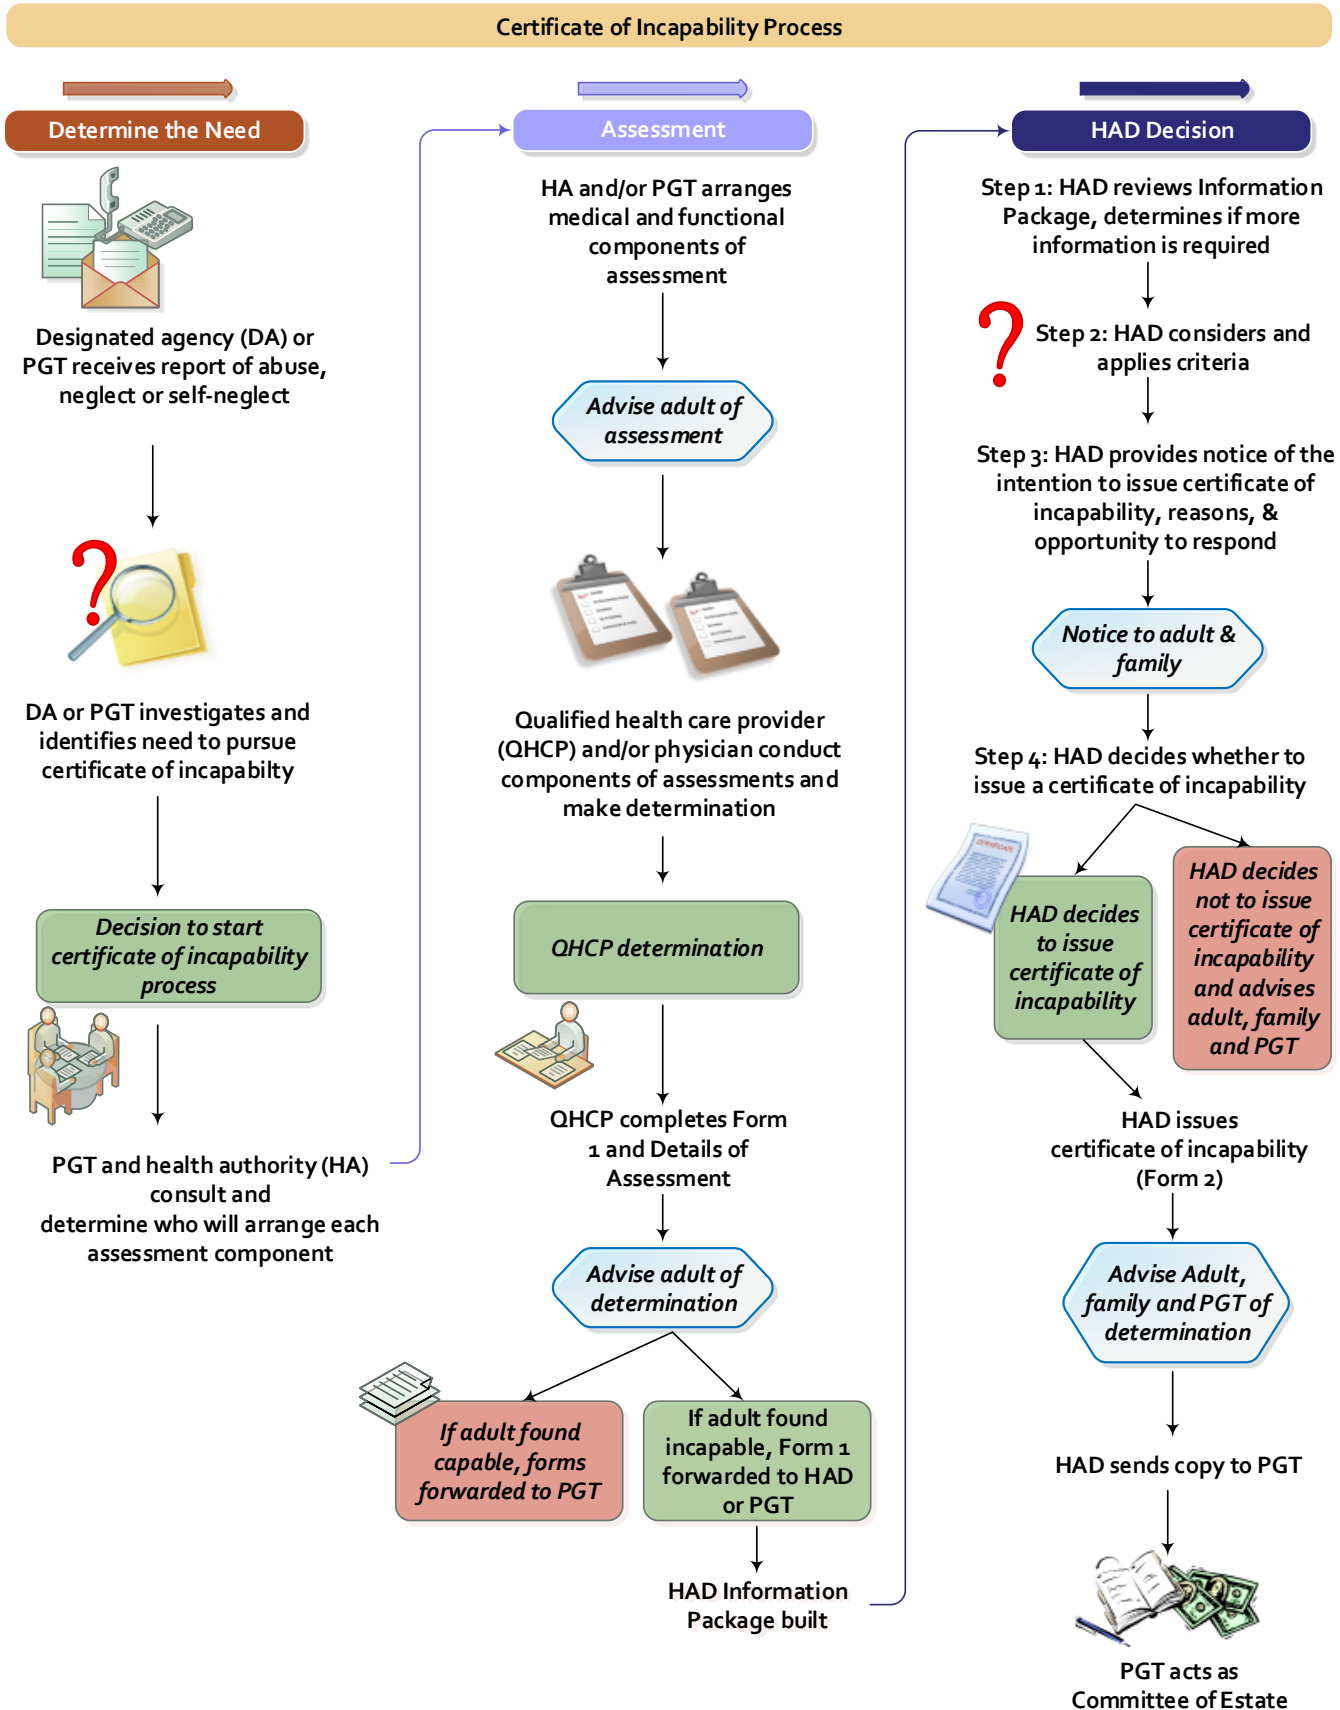 Certificate of Incapability Process
Determine the Need
Designated agency (DA) or
PGT receives report of abuse,
neglect or self-neglect
DA or PGT investigates and
identifies need to pursue
certificate of incapabilty
Decision to start
certificate of incapability
process
PGT and health authority (HA)
consult and
determine who will arrange each
assessment component
Assessment
HA and/or PGT arranges
medical and functional
components of
assessment
Advise adult of
assessment
Qualified health care provider
(QHCP) and/or physician conduct
components of assessments and
make determination
QHCP determination
QHCP completes Form
1 and Details of
Assessment
Advise adult of
determination
If adult found
capable, forms
forwarded to PGT
If adult found
incapable, Form 1
forwarded to HAD
or PGT
HAD Information
Package built
HAD Decision
Step 1: HAD reviews Information
Package, determines if more
information is required
?
Step 2: HAD considers and
applies criteria
Step 3: HAD provides notice of the
intention to issue certificate of
incapability, reasons, &
opportunity to respond
Notice to adult &
family
Step 4: HAD decides whether to
issue a certificate of incapability
CERTIFICATE
HAD decides
to issue
certificate of
incapability
HAD decides
not to issue
certificate of
incapability
and advises
adult, family
and PGT
HAD issues
certificate of incapability
(Form 2)
Advise Adult,
family and PGT of
determination
HAD sends copy to PGT
PGT acts as
Committee of Estate